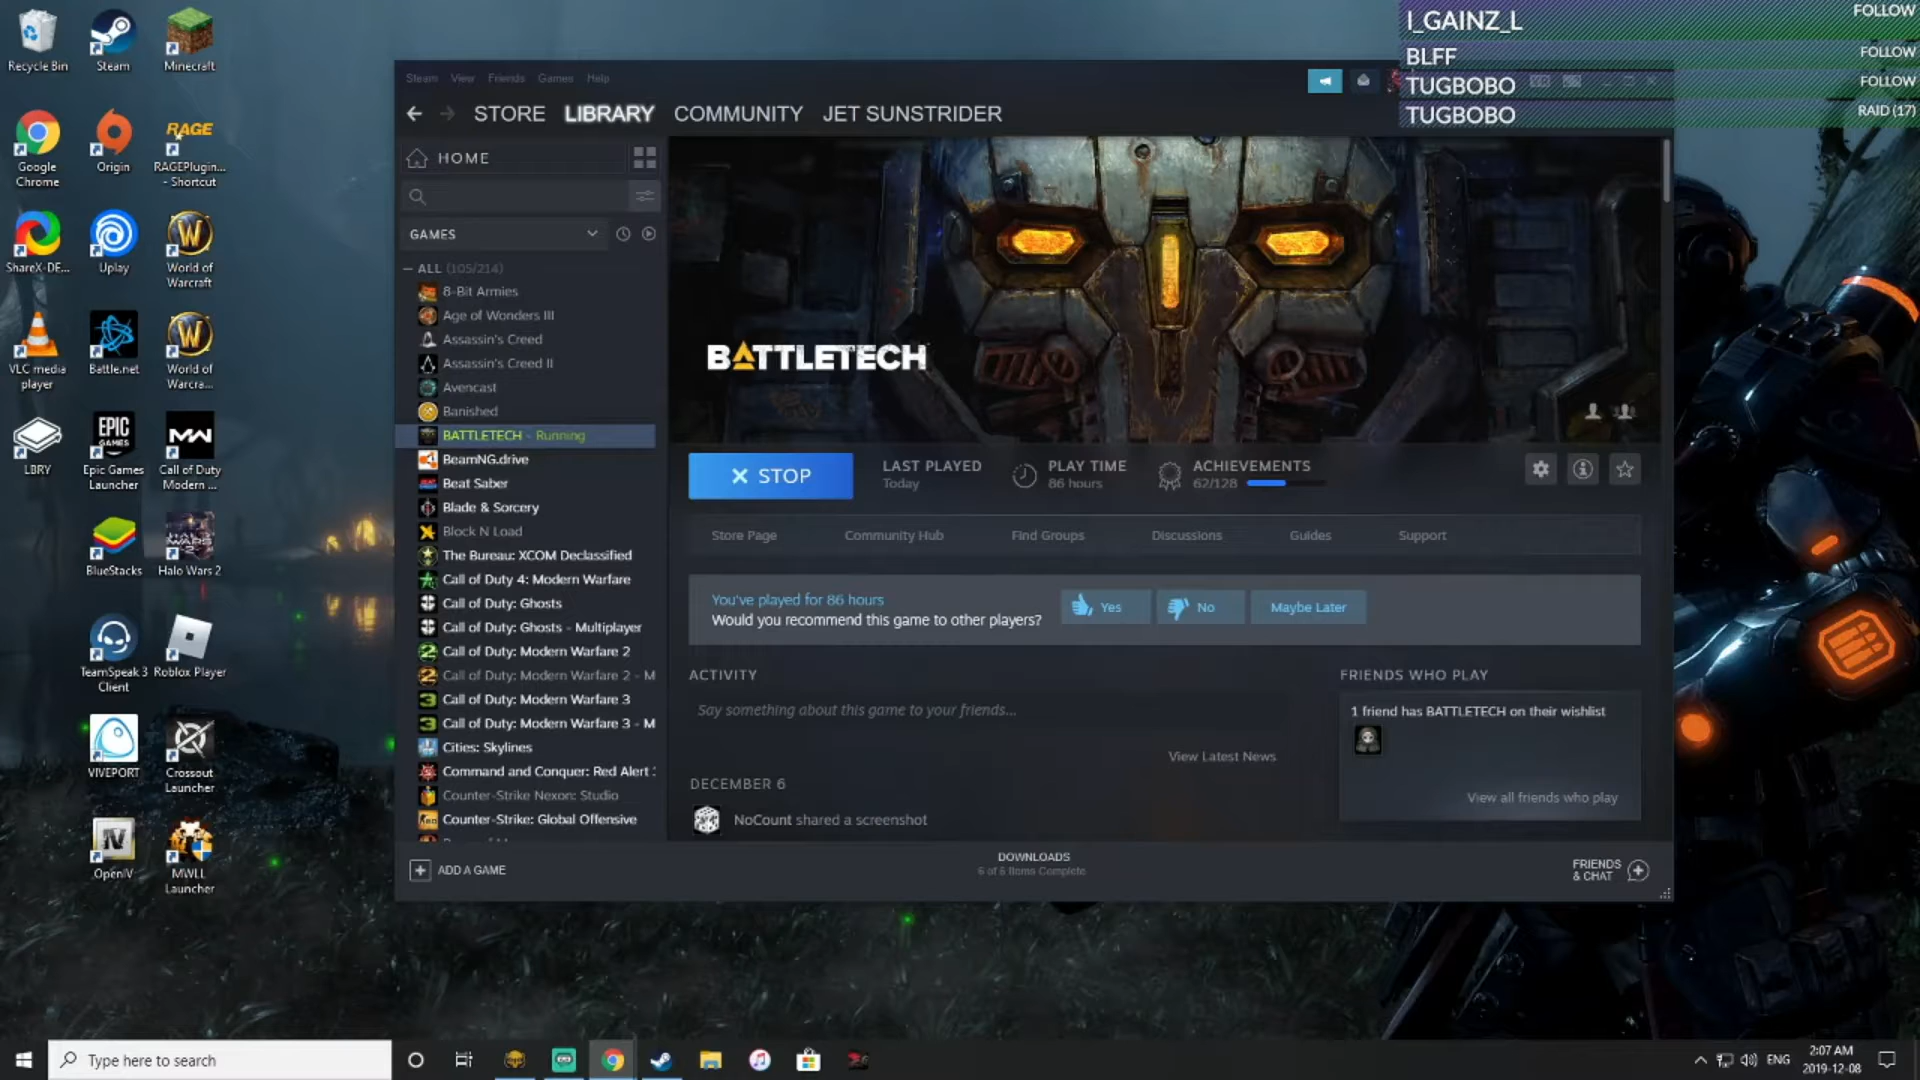 I_GAINZ_L FOLLOW
BLFF FOLLOW
TUGBOBO FOLLOW
TUGBOBO RAID (17)
Recycle Bin
Steam
Minecraft
Google Chrome
Origin
RAGEPlugin... - Shortcut
ShareX-DE...
Uplay
World of Warcraft
VLC media player
Battle.net
World of Warcra...
LBRY
Epic Games Launcher
Call of Duty Modern ...
BlueStacks
Halo Wars 2
TeamSpeak 3 Client
Roblox Player
VIVEPORT
Crossout Launcher
OpenIV
MWLL Launcher
Steam View Friends Games Help
STORE LIBRARY COMMUNITY JET SUNSTRIDER
HOME
GAMES
— ALL (105/214)
8-Bit Armies
Age of Wonders III
Assassin's Creed
Assassin's Creed II
Avencast
Banished
BATTLETECH - Running
BeamNG.drive
Beat Saber
Blade & Sorcery
Block N Load
The Bureau: XCOM Declassified
Call of Duty 4: Modern Warfare
Call of Duty: Ghosts
Call of Duty: Ghosts - Multiplayer
Call of Duty: Modern Warfare 2
Call of Duty: Modern Warfare 2 - M
Call of Duty: Modern Warfare 3
Call of Duty: Modern Warfare 3 - M
Cities: Skylines
Command and Conquer: Red Alert
Counter-Strike Nexon: Studio
Counter-Strike: Global Offensive
BATTLETECH
STOP
LAST PLAYED
Today
PLAY TIME
86 hours
ACHIEVEMENTS
62/128
Store Page Community Hub Find Groups Discussions Guides Support
You've played for 86 hours
Would you recommend this game to other players?
Yes No Maybe Later
ACTIVITY
Say something about this game to your friends...
View Latest News
DECEMBER 6
NoCount shared a screenshot
FRIENDS WHO PLAY
1 friend has BATTLETECH on their wishlist
View all friends who play
ADD A GAME
DOWNLOADS
6 of 6 Items Complete
FRIENDS
& CHAT
Type here to search
ENG
2:07 AM
2019-12-08